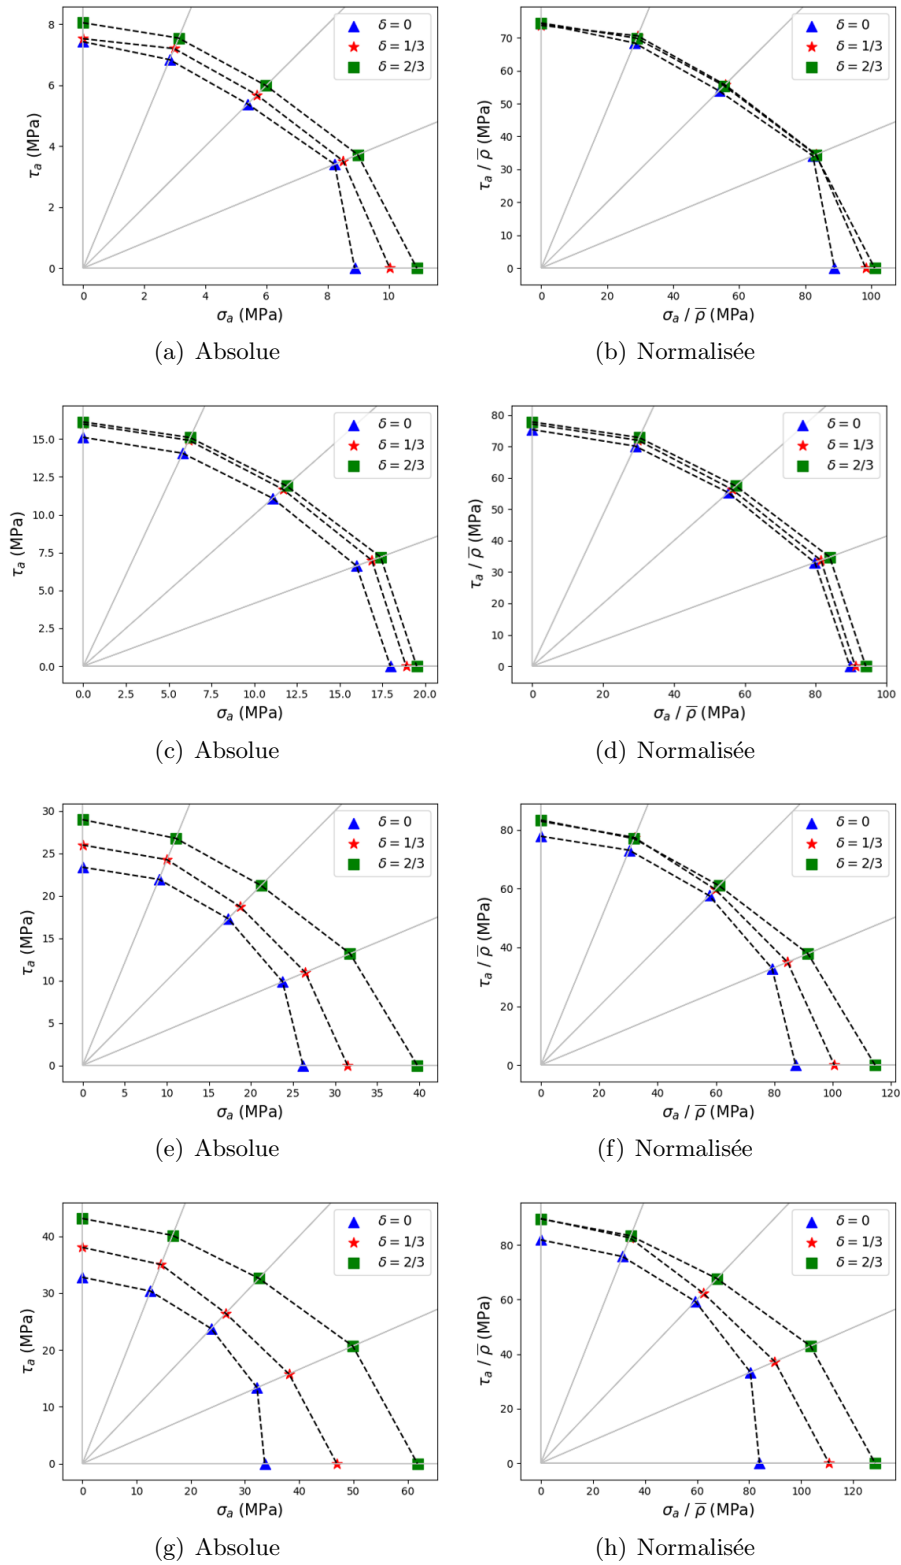 δ = 0
δ = 1/3
δ = 2/3
8
6
4
2
0
τa (MPa)
0 2 4 6 8 10
σa (MPa)
(a) Absolue
δ = 0
δ = 1/3
δ = 2/3
70
60
50
40
30
20
10
0
τa / ρ̅ (MPa)
0 20 40 60 80 100
σa / ρ̅ (MPa)
(b) Normalisée
δ = 0
δ = 1/3
δ = 2/3
15.0
12.5
10.0
7.5
5.0
2.5
0.0
τa (MPa)
0.0 2.5 5.0 7.5 10.0 12.5 15.0 17.5 20.0
σa (MPa)
(c) Absolue
δ = 0
δ = 1/3
δ = 2/3
80
70
60
50
40
30
20
10
0
τa / ρ̅ (MPa)
0 20 40 60 80 100
σa / ρ̅ (MPa)
(d) Normalisée
δ = 0
δ = 1/3
δ = 2/3
30
25
20
15
10
5
0
τa (MPa)
0 5 10 15 20 25 30 35 40
σa (MPa)
(e) Absolue
δ = 0
δ = 1/3
δ = 2/3
80
60
40
20
0
τa / ρ̅ (MPa)
0 20 40 60 80 100 120
σa / ρ̅ (MPa)
(f) Normalisée
δ = 0
δ = 1/3
δ = 2/3
40
30
20
10
0
τa (MPa)
0 10 20 30 40 50 60
σa (MPa)
(g) Absolue
δ = 0
δ = 1/3
δ = 2/3
80
60
40
20
0
τa / ρ̅ (MPa)
0 20 40 60 80 100 120
σa / ρ̅ (MPa)
(h) Normalisée